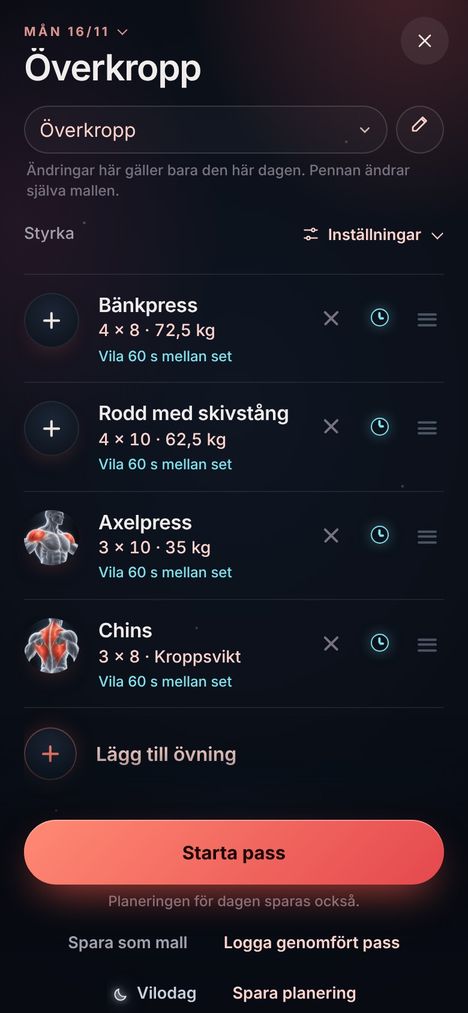 MÅN 16/11
Överkropp
Överkropp
Ändringar här gäller bara den här dagen. Pennan ändrar
själva mallen.
Styrka
Inställningar
Bänkpress
4 × 8 · 72,5 kg
Vila 60 s mellan set
Rodd med skivstång
4 × 10 · 62,5 kg
Vila 60 s mellan set
Axelpress
3 × 10 · 35 kg
Vila 60 s mellan set
Chins
3 × 8 · Kroppsvikt
Vila 60 s mellan set
Lägg till övning
Starta pass
Planeringen för dagen sparas också.
Spara som mall
Logga genomfört pass
Vilodag
Spara planering